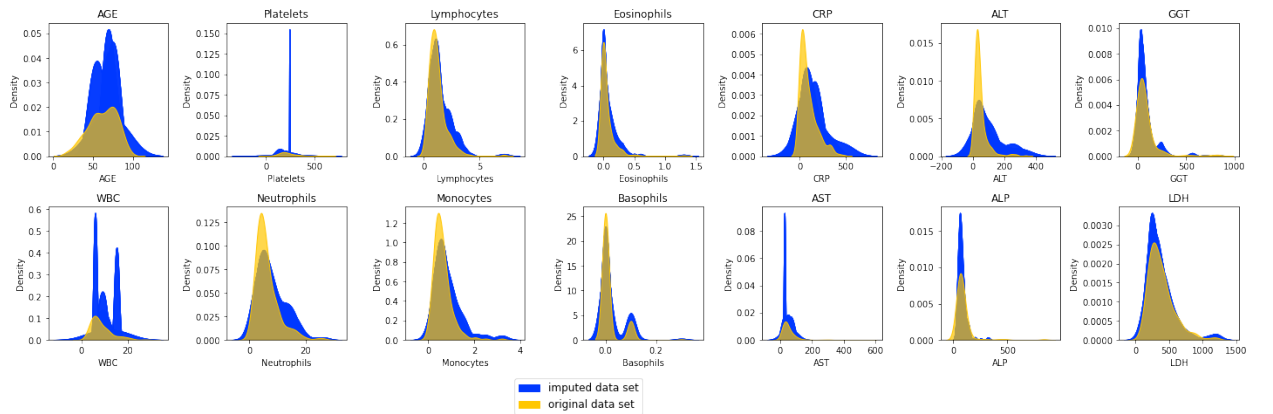 AGE
Platelets
Lymphocytes
Eosinophils
CRP
ALT
GGT
Density
0.05
0.04
0.03
0.02
0.01
0.00
0 50 100
AGE
Density
0.150
0.125
0.100
0.075
0.050
0.025
0.000
500
Platelets
Density
0.6
0.4
0.2
0.0
0 5
Lymphocytes
Density
6
4
2
0
0.0 0.5 1.0 1.5
Eosinophils
Density
0.006
0.005
0.004
0.003
0.002
0.001
0.000
0 500
CRP
Density
0.015
0.010
0.005
0.000
−200 0 200 400
ALT
Density
0.010
0.008
0.006
0.004
0.002
0.000
0 500 1000
GGT
WBC
Neutrophils
Monocytes
Basophils
AST
ALP
LDH
Density
0.6
0.5
0.4
0.3
0.2
0.1
0.0
0 20
WBC
Density
0.125
0.100
0.075
0.050
0.025
0.000
0 20
Neutrophils
Density
1.2
1.0
0.8
0.6
0.4
0.2
0.0
0 2 4
Monocytes
Density
25
20
15
10
5
0
0.0 0.2
Basophils
Density
0.08
0.06
0.04
0.02
0.00
0 200 400 600
AST
Density
0.015
0.010
0.005
0.000
0 500
ALP
Density
0.0035
0.0030
0.0025
0.0020
0.0015
0.0010
0.0005
0.0000
0 500 1000 1500
LDH
imputed data set
original data set